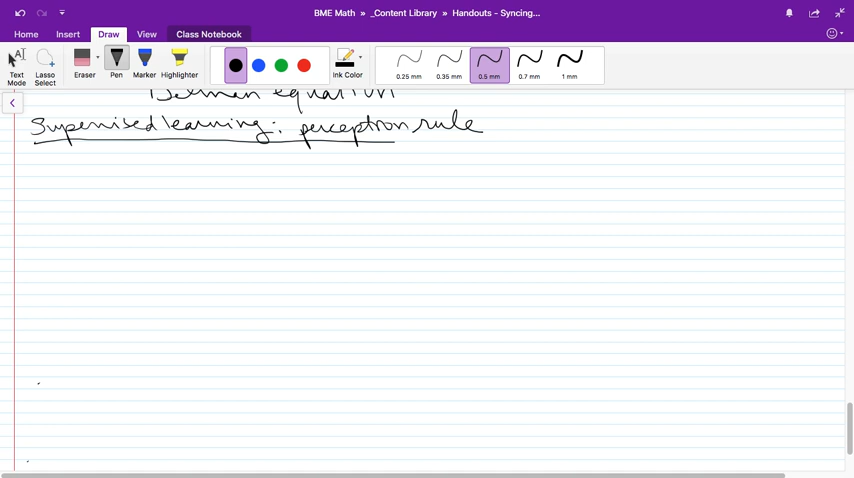 BME Math » _Content Library » Handouts - Syncing...
Home Insert Draw View Class Notebook
Text Mode
Lasso Select
Eraser
Pen
Marker
Highlighter
Ink Color
0.25 mm
0.35 mm
0.5 mm
0.7 mm
1 mm
Bellman equation
Supervised learning: perceptron rule